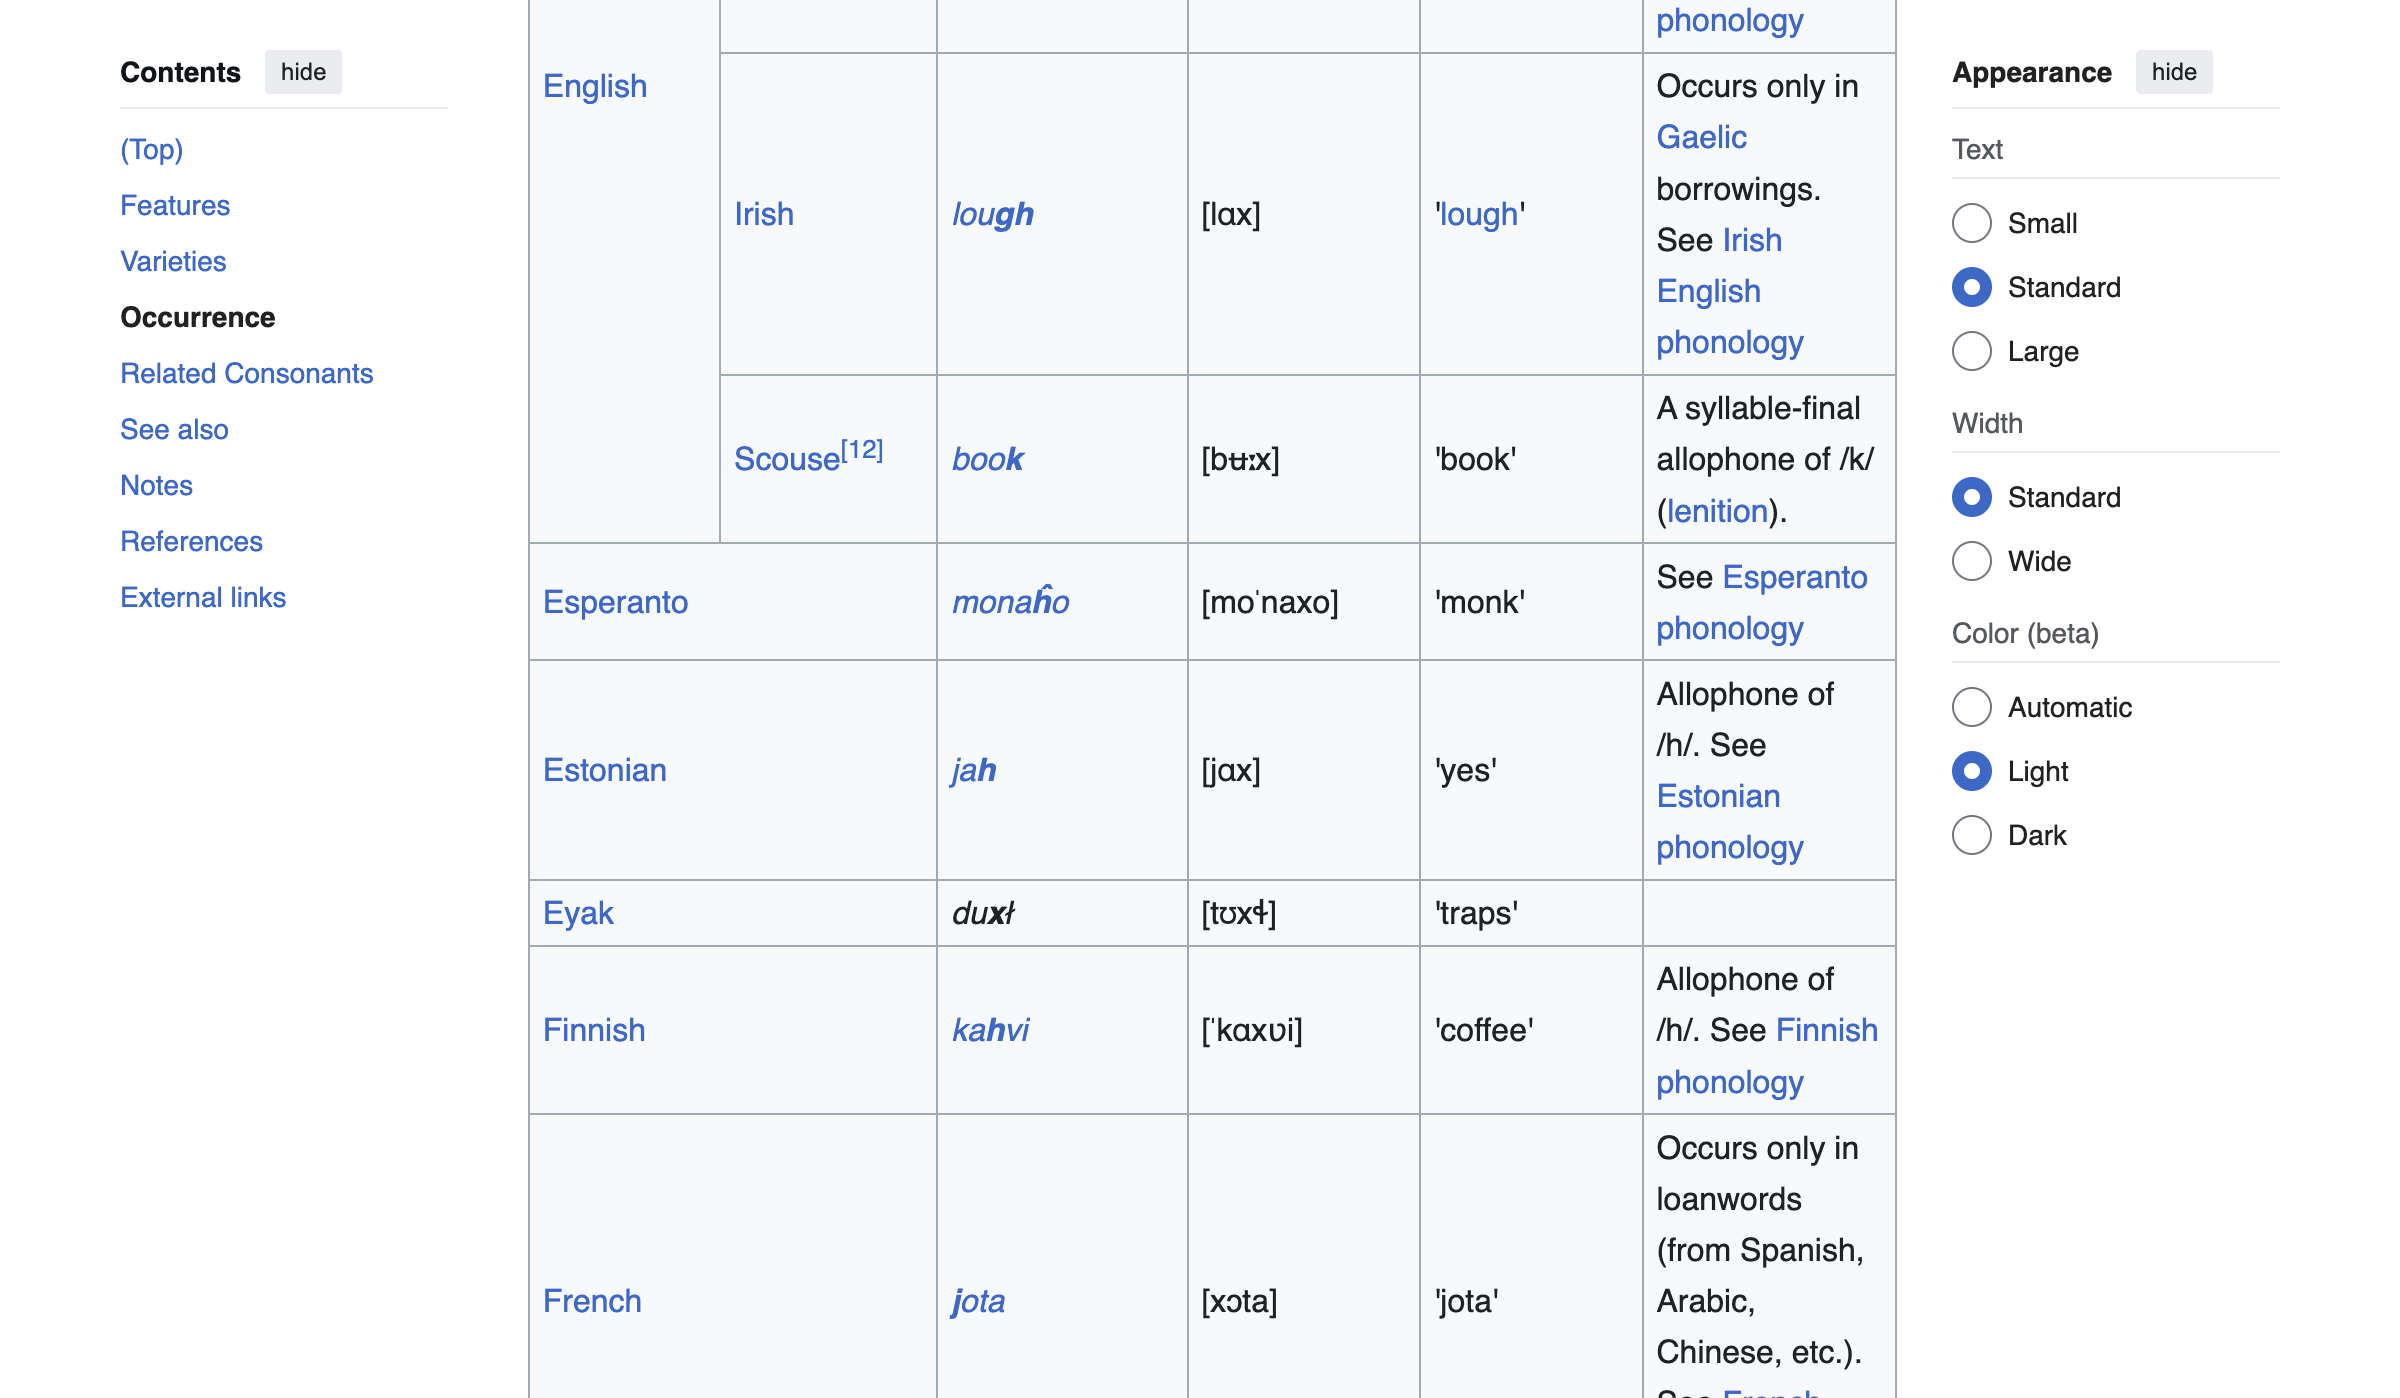 Contents hide
(Top)
Features
Varieties
Occurrence
Related Consonants
See also
Notes
References
External links
phonology
English
Irish
lough
[lɑx]
'lough'
Occurs only in
Gaelic
borrowings.
See Irish
English
phonology
Scouse[12]
book
[bʉːx]
'book'
A syllable-final
allophone of /k/
(lenition).
Esperanto
monaĥo
[moˈnaxo]
'monk'
See Esperanto
phonology
Estonian
jah
[jɑx]
'yes'
Allophone of
/h/. See
Estonian
phonology
Eyak
duxł
[tʊxɬ]
'traps'
Finnish
kahvi
[ˈkɑxʋi]
'coffee'
Allophone of
/h/. See Finnish
phonology
French
jota
[xɔta]
'jota'
Occurs only in
loanwords
(from Spanish,
Arabic,
Chinese, etc.).
See French
Appearance hide
Text
Small
Standard
Large
Width
Standard
Wide
Color (beta)
Automatic
Light
Dark